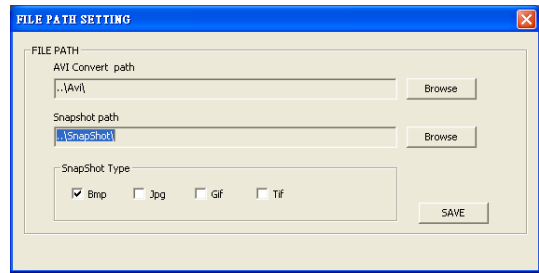 FILE PATH SETTING
FILE PATH
AVI Convert path
..\Avi\
Browse
Snapshot path
..\SnapShot\
Browse
SnapShot Type
Bmp Jpg Gif Tif
SAVE